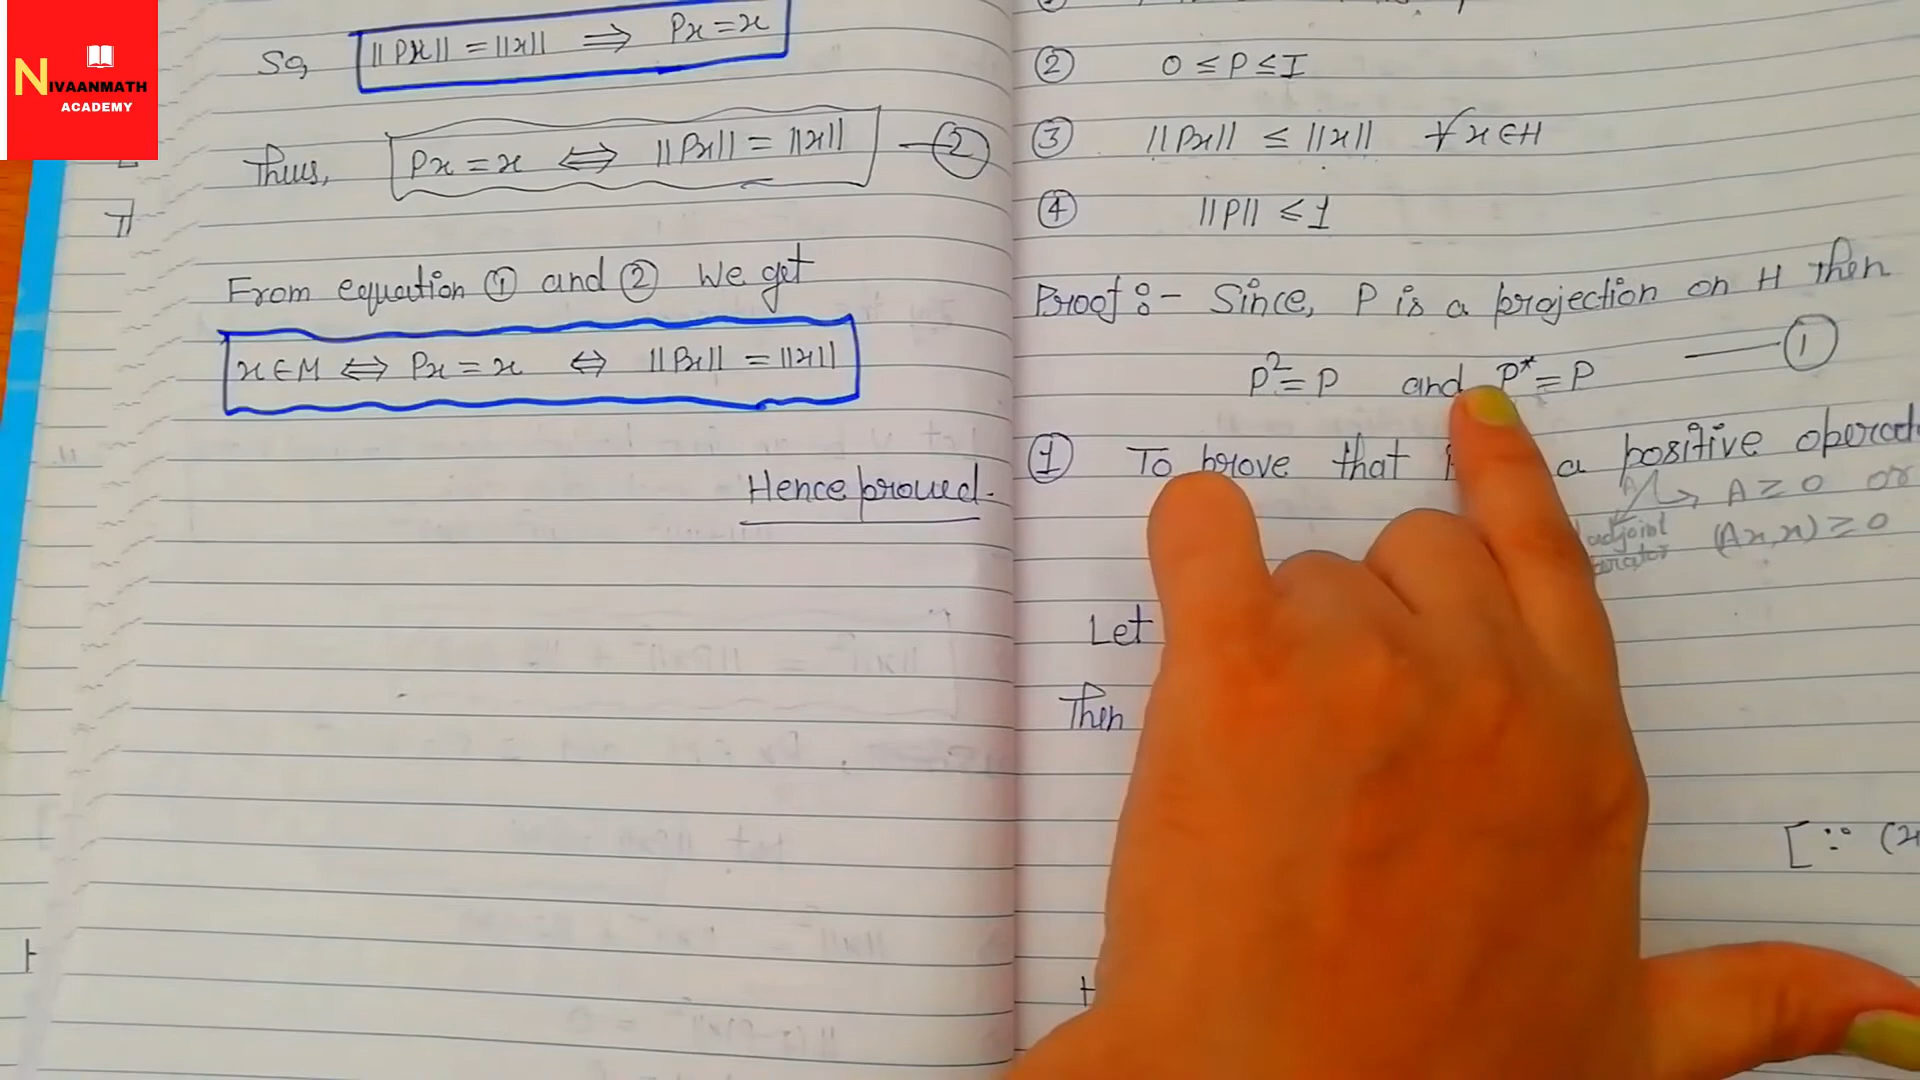 NIVAANMATH
ACADEMY
So, ||Px|| = ||x|| ⟹ Px = x
Thus, Px = x ⟺ ||Px|| = ||x|| — ②
From equation ① and ② We get
x ∈ M ⟺ Px = x ⟺ ||Px|| = ||x||
Hence proved.
② 0 ≤ P ≤ I
③ ||Px|| ≤ ||x|| ∀ x ∈ H
④ ||P|| ≤ 1
Proof :- Since, P is a projection on H then
P² = P and P* = P — ①
① To prove that a positive operat
A ≥ 0 or
adjoint (Ax, x) ≥ 0
Let
Then
[∵ (x